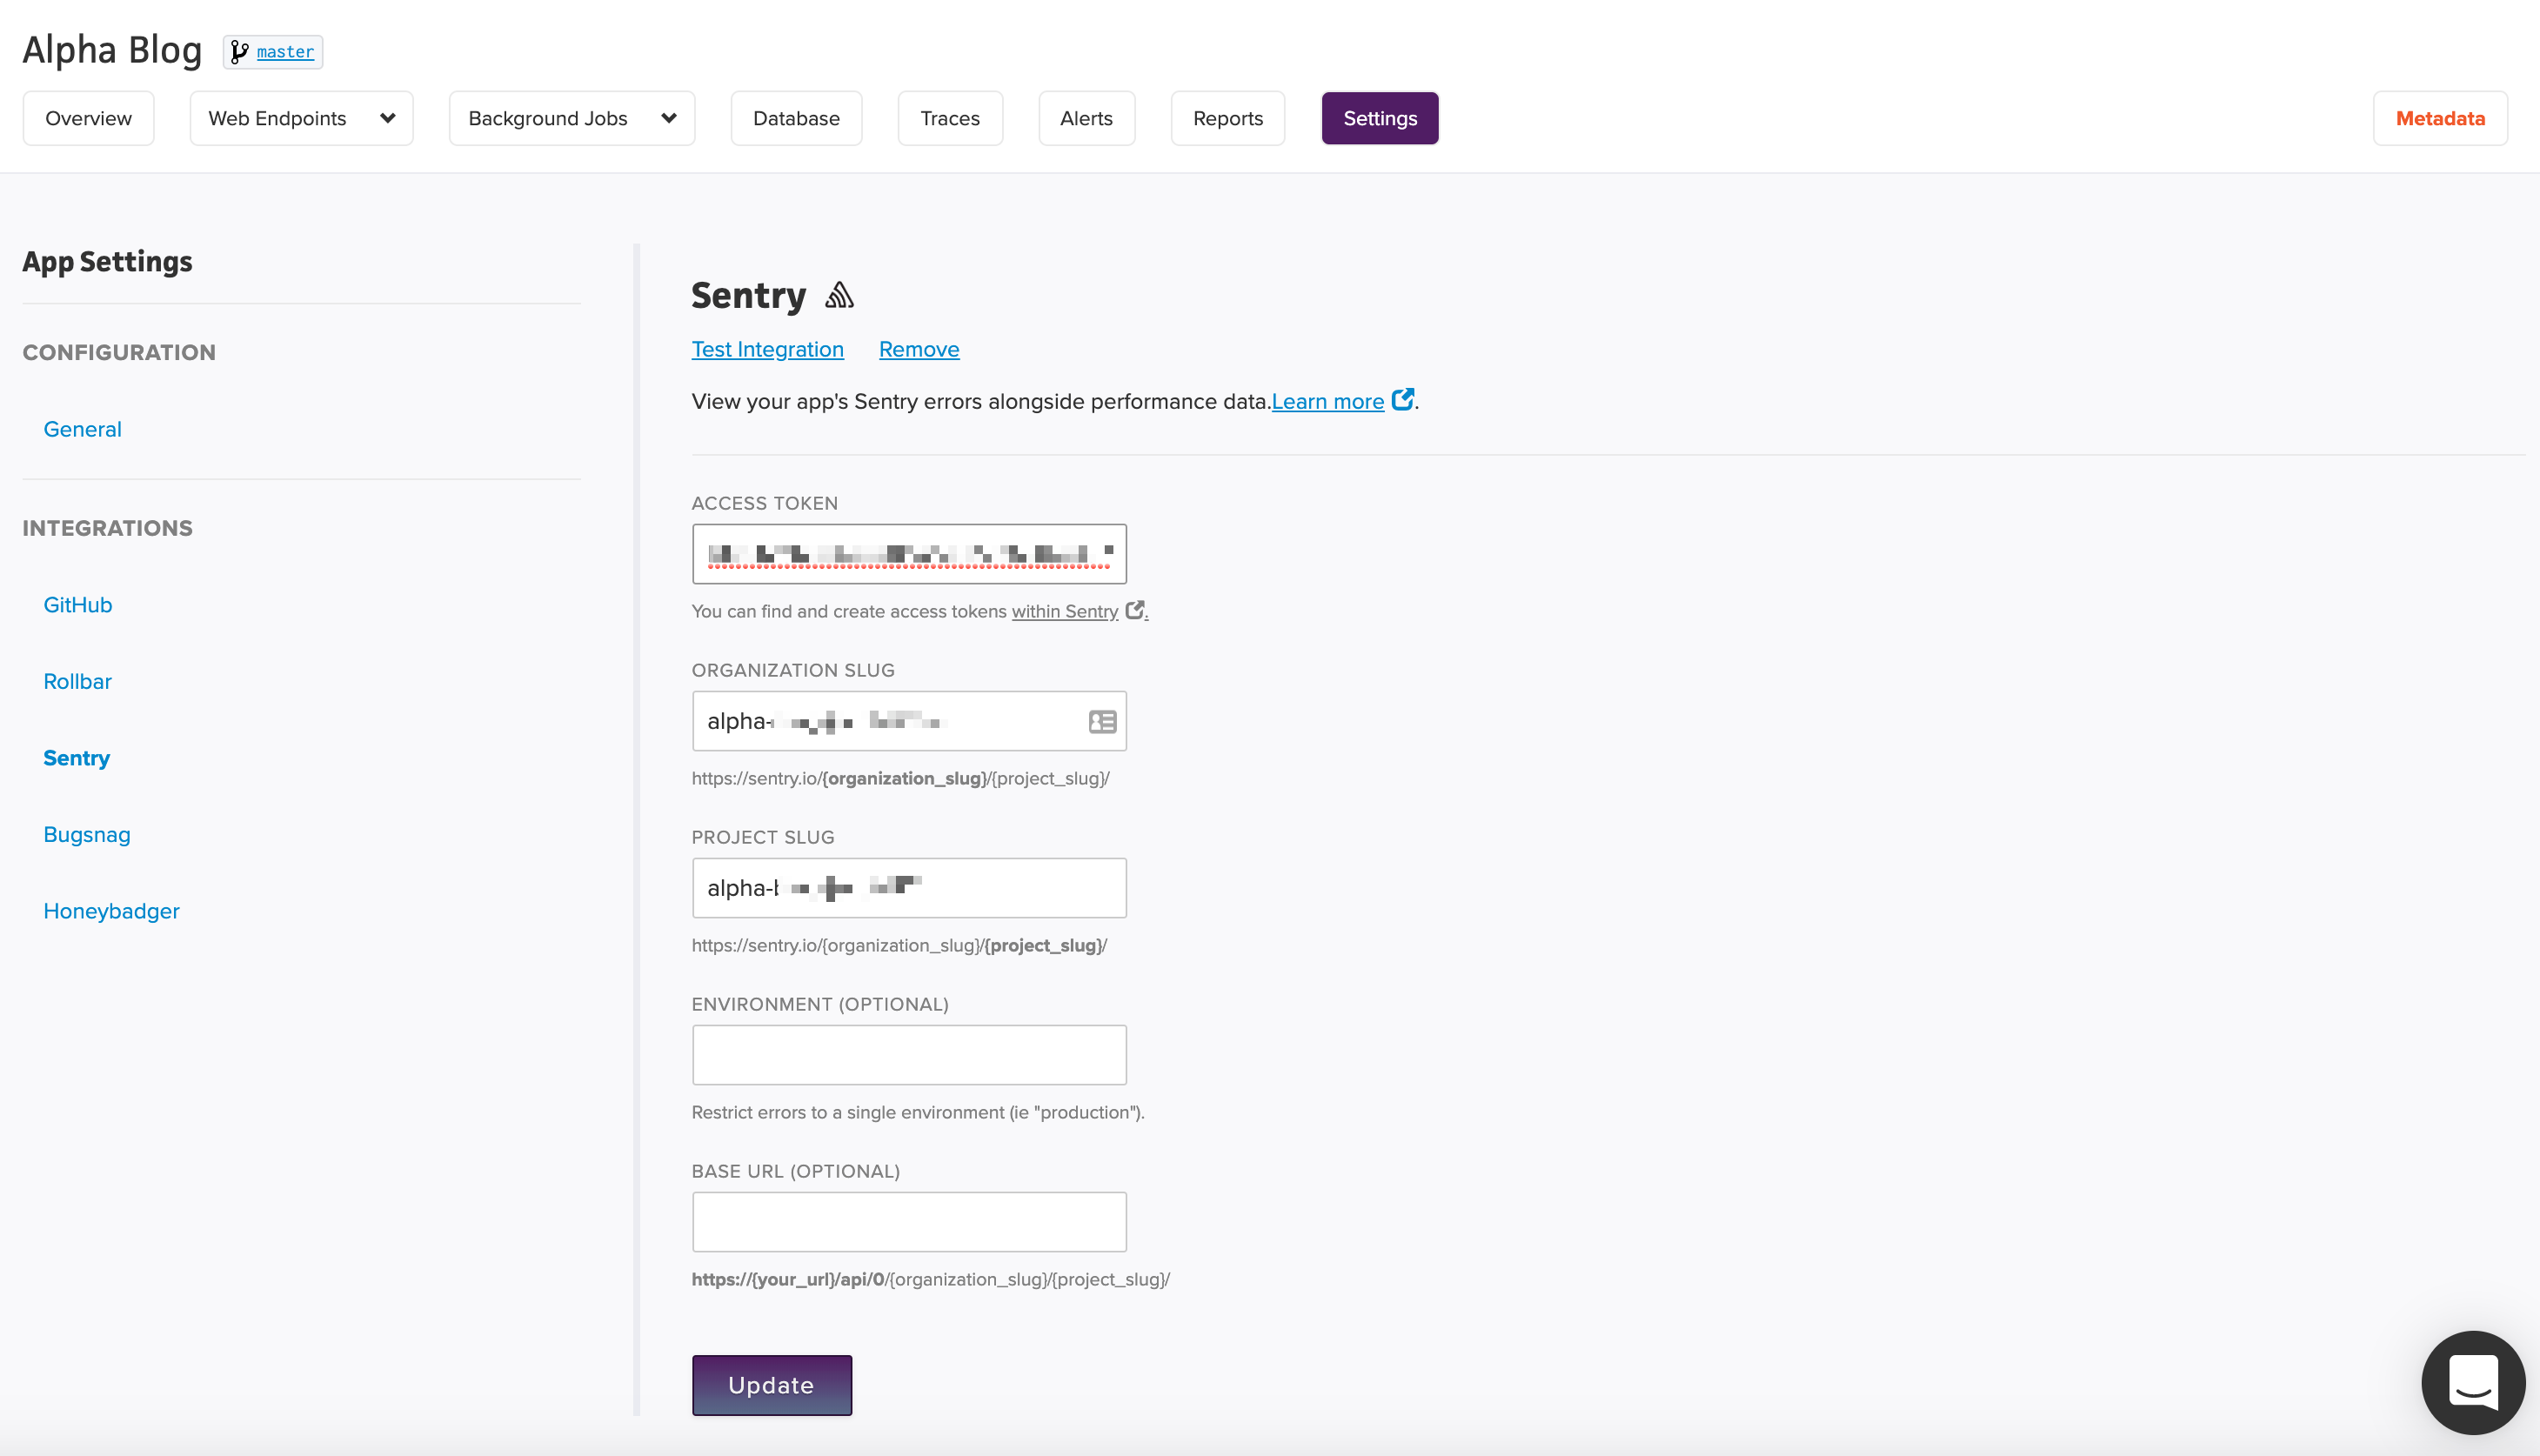 Alpha Blog master
Overview Web Endpoints Background Jobs Database Traces Alerts Reports Settings Metadata
App Settings
CONFIGURATION
General
INTEGRATIONS
GitHub
Rollbar
Sentry
Bugsnag
Honeybadger
Sentry
Test Integration Remove
View your app's Sentry errors alongside performance data.Learn more.
ACCESS TOKEN
You can find and create access tokens within Sentry.
ORGANIZATION SLUG
alpha-
https://sentry.io/{organization_slug}/{project_slug}/
PROJECT SLUG
alpha-
https://sentry.io/{organization_slug}/{project_slug}/
ENVIRONMENT (OPTIONAL)
Restrict errors to a single environment (ie "production").
BASE URL (OPTIONAL)
https://{your_url}/api/0/{organization_slug}/{project_slug}/
Update